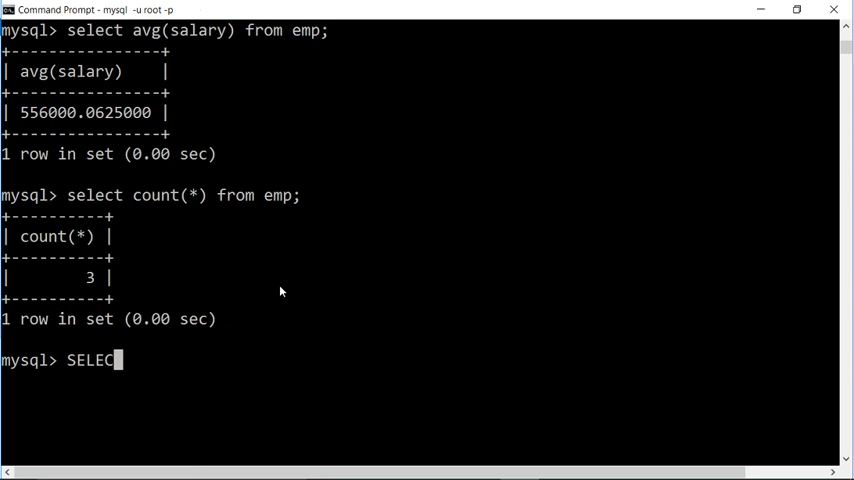 Command Prompt - mysql -u root -p
mysql> select avg(salary) from emp;
+----------------+
| avg(salary)    |
+----------------+
| 556000.0625000 |
+----------------+
1 row in set (0.00 sec)
mysql> select count(*) from emp;
+----------+
| count(*) |
+----------+
|        3 |
+----------+
1 row in set (0.00 sec)
mysql> SELEC